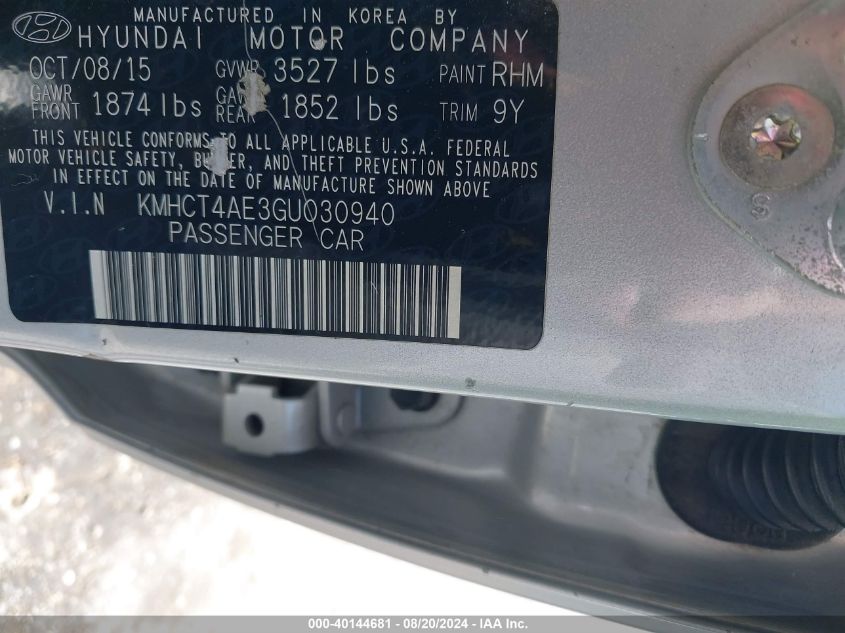 MANUFACTURED IN KOREA BY
HYUNDAI MOTOR COMPANY
OCT/08/15 GVWR 3527 lbs PAINT RHM
GAWR FRONT 1874 lbs GAWR REAR 1852 lbs TRIM 9Y
THIS VEHICLE CONFORMS TO ALL APPLICABLE U.S.A. FEDERAL
MOTOR VEHICLE SAFETY, BUMPER, AND THEFT PREVENTION STANDARDS
IN EFFECT ON THE DATE OF MANUFACTURE SHOWN ABOVE
V.I.N KMHCT4AE3GU030940
PASSENGER CAR
000-40144681 - 08/20/2024 - IAA Inc.